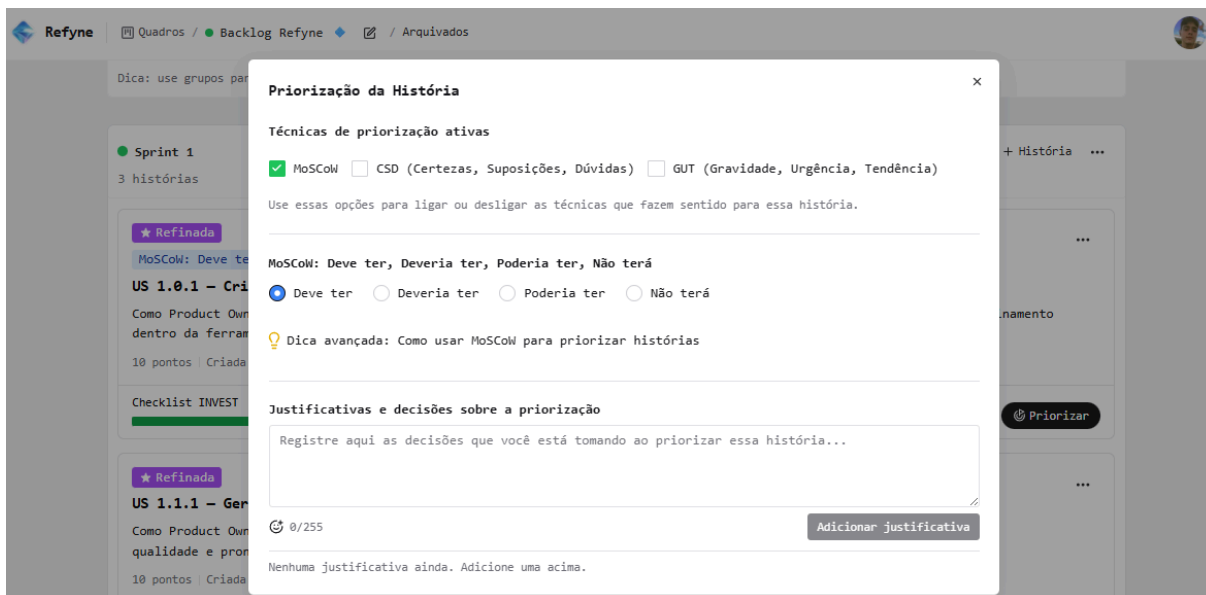 Refyne
Quadros / Backlog Refyne / Arquivados
Dica: use grupos par
Sprint 1
3 histórias
+ História
Refinada
MoSCoW: Deve te
US 1.0.1 – Cri
Como Product Own
dentro da ferram
namento
10 pontos | Criada
Checklist INVEST
Priorizar
Refinada
US 1.1.1 – Ger
Como Product Own
qualidade e pron
10 pontos | Criada
Priorização da História
Técnicas de priorização ativas
MoSCoW CSD (Certezas, Suposições, Dúvidas) GUT (Gravidade, Urgência, Tendência)
Use essas opções para ligar ou desligar as técnicas que fazem sentido para essa história.
MoSCoW: Deve ter, Deveria ter, Poderia ter, Não terá
Deve ter Deveria ter Poderia ter Não terá
Dica avançada: Como usar MoSCoW para priorizar histórias
Justificativas e decisões sobre a priorização
Registre aqui as decisões que você está tomando ao priorizar essa história...
0/255
Adicionar justificativa
Nenhuma justificativa ainda. Adicione uma acima.